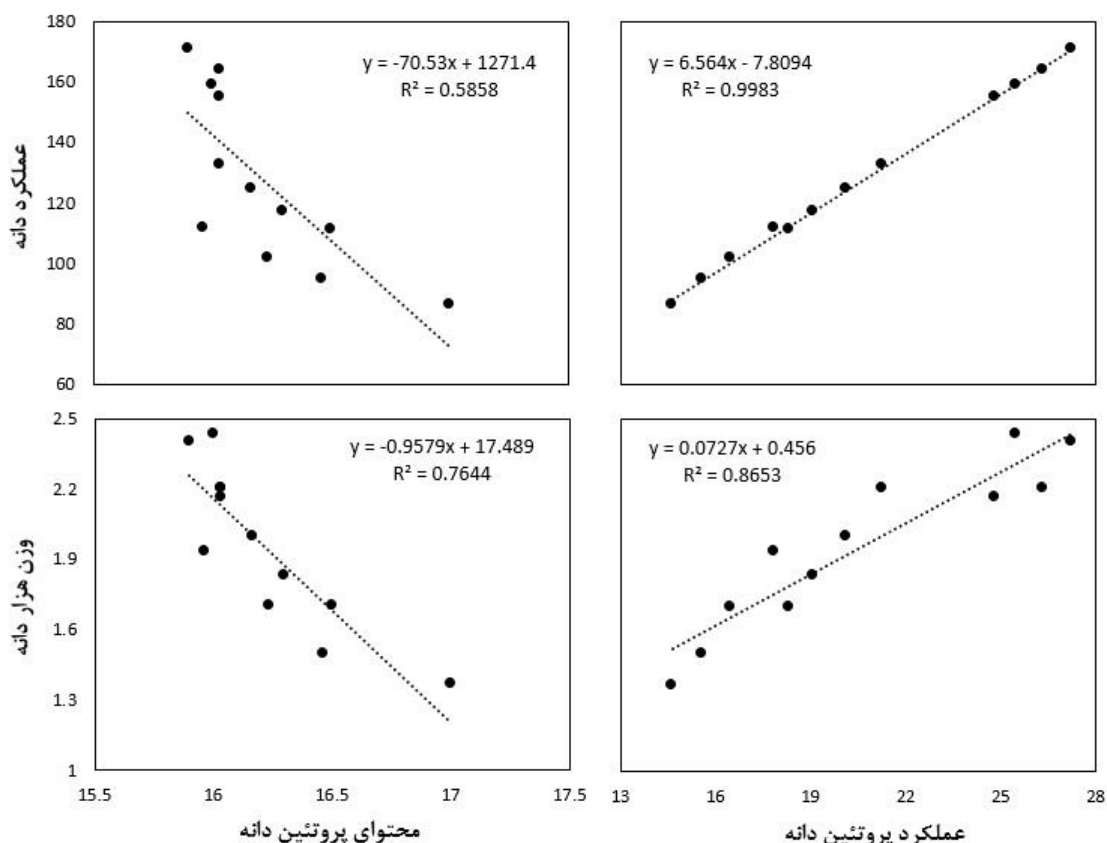 180
160
140
120
100
80
60
عملکرد دانه
y = -70.53x + 1271.4
R² = 0.5858
y = 6.564x - 7.8094
R² = 0.9983
2.5
2.2
1.9
1.6
1.3
1
وزن هزار دانه
y = -0.9579x + 17.489
R² = 0.7644
y = 0.0727x + 0.456
R² = 0.8653
15.5 16 16.5 17 17.5
محتوای پروتئین دانه
13 16 19 22 25 28
عملکرد پروتئین دانه